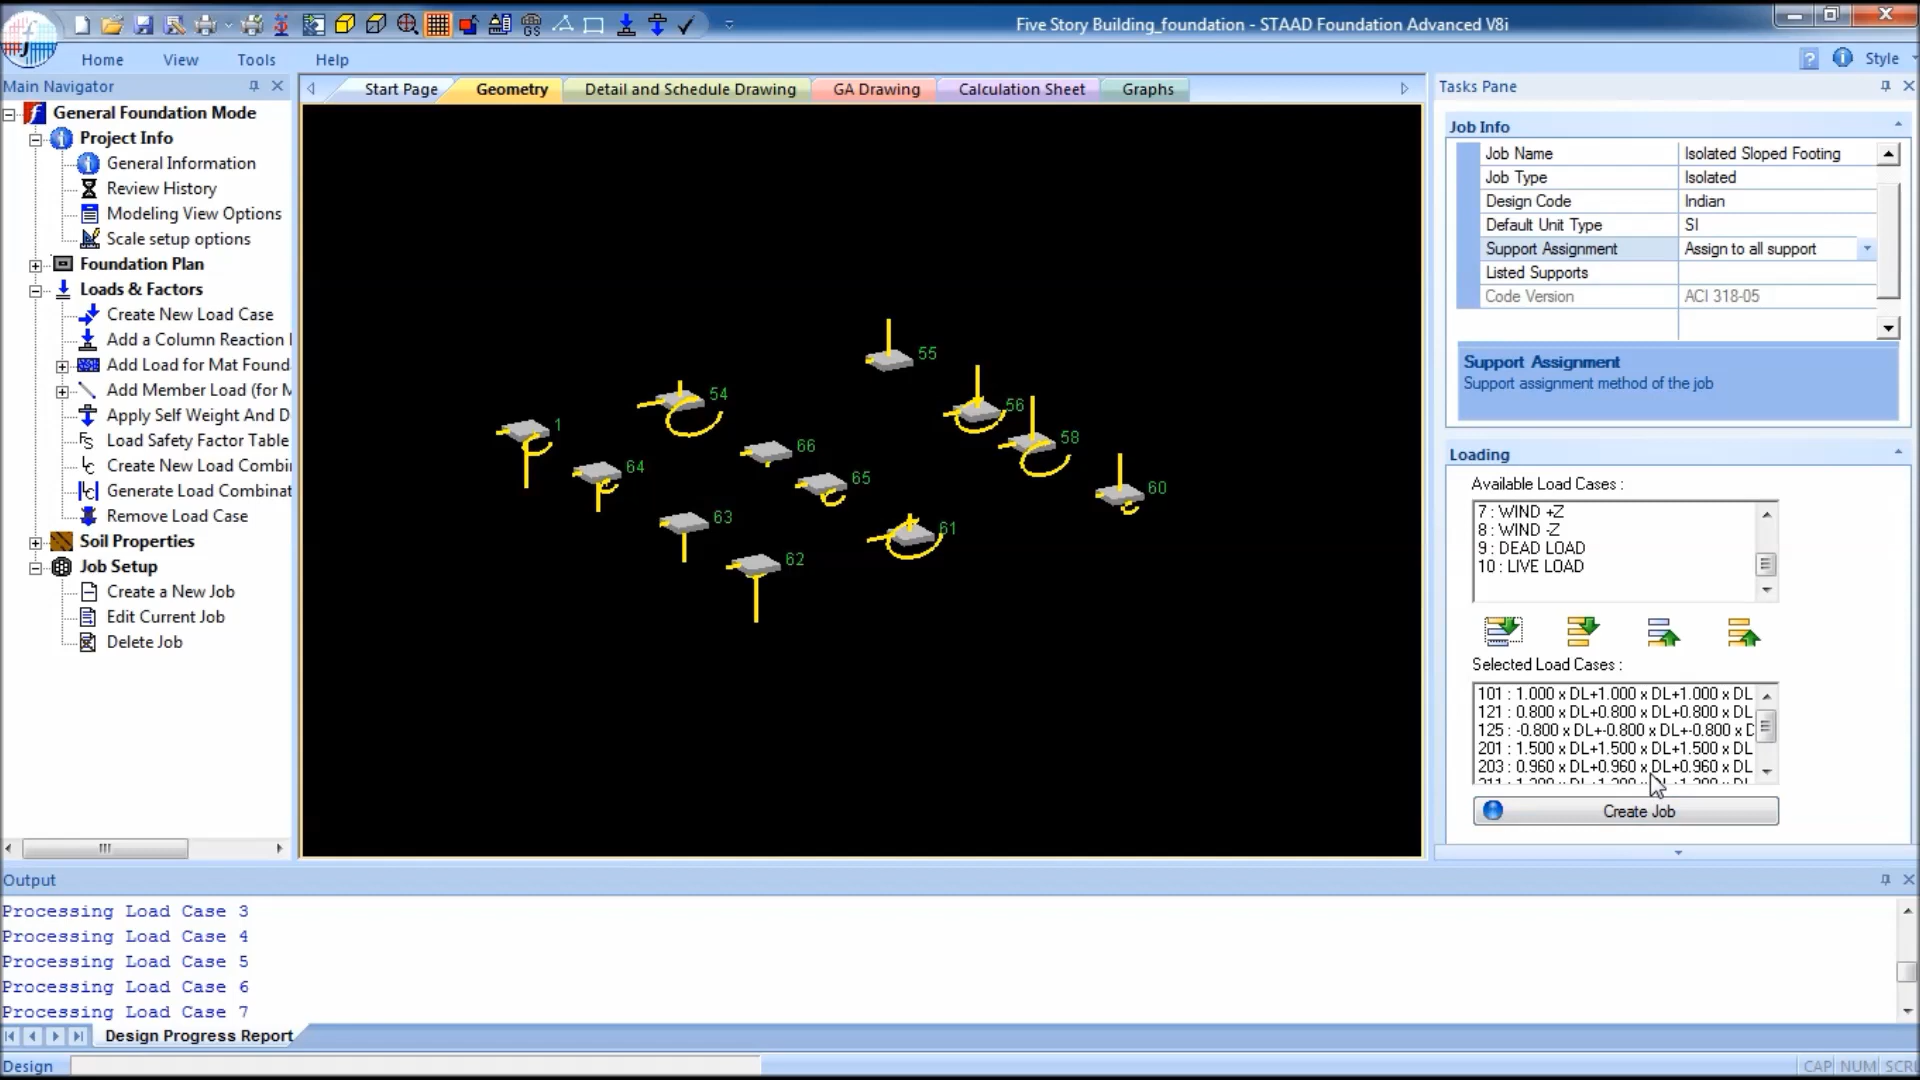 Five Story Building_foundation - STAAD Foundation Advanced V8i
Home View Tools Help
Style
Main Navigator
General Foundation Mode
Project Info
General Information
Review History
Modeling View Options
Scale setup options
Foundation Plan
Loads & Factors
Create New Load Case
Add a Column Reaction
Add Load for Mat Found
Add Member Load (for
Apply Self Weight And D
Load Safety Factor Table
Create New Load Combi
Generate Load Combinat
Remove Load Case
Soil Properties
Job Setup
Create a New Job
Edit Current Job
Delete Job
Start Page Geometry Detail and Schedule Drawing GA Drawing Calculation Sheet Graphs
55
54
56
1
58
66
64
65
60
63
61
62
Tasks Pane
Job Info
Job Name Isolated Sloped Footing
Job Type Isolated
Design Code Indian
Default Unit Type SI
Support Assignment Assign to all support
Listed Supports
Code Version ACI 318-05
Support Assignment
Support assignment method of the job
Loading
Available Load Cases :
7 : WIND +Z
8 : WIND -Z
9 : DEAD LOAD
10 : LIVE LOAD
Selected Load Cases :
101 : 1.000 x DL+1.000 x DL+1.000 x DL
121 : 0.800 x DL+0.800 x DL+0.800 x DL
125 : -0.800 x DL+-0.800 x DL+-0.800 x D
201 : 1.500 x DL+1.500 x DL+1.500 x DL
203 : 0.960 x DL+0.960 x DL+0.960 x DL
Create Job
Output
Processing Load Case 3
Processing Load Case 4
Processing Load Case 5
Processing Load Case 6
Processing Load Case 7
Design Progress Report
Design
CAP NUM SCR